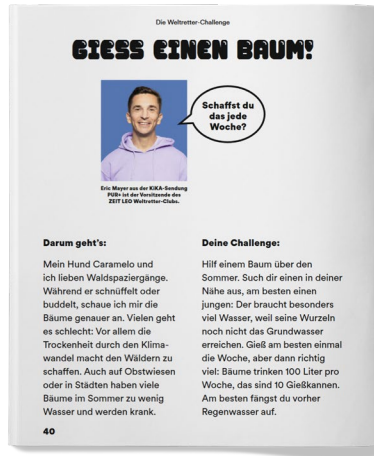 Die Weltretter-Challenge
GIESS EINEN BAUM!
Schaffst du
das jede
Woche?
Eric Mayer aus der KiKA-Sendung
PUR+ ist der Vorsitzende des
ZEIT LEO Weltretter-Clubs.
Darum geht's:
Mein Hund Caramelo und
ich lieben Waldspaziergänge.
Während er schnüffelt oder
buddelt, schaue ich mir die
Bäume genauer an. Vielen geht
es schlecht: Vor allem die
Trockenheit durch den Klima-
wandel macht den Wäldern zu
schaffen. Auch auf Obstwiesen
oder in Städten haben viele
Bäume im Sommer zu wenig
Wasser und werden krank.
Deine Challenge:
Hilf einem Baum über den
Sommer. Such dir einen in deiner
Nähe aus, am besten einen
jungen: Der braucht besonders
viel Wasser, weil seine Wurzeln
noch nicht das Grundwasser
erreichen. Gieß am besten einmal
die Woche, aber dann richtig
viel: Bäume trinken 100 Liter pro
Woche, das sind 10 Gießkannen.
Am besten fängst du vorher
Regenwasser auf.
40